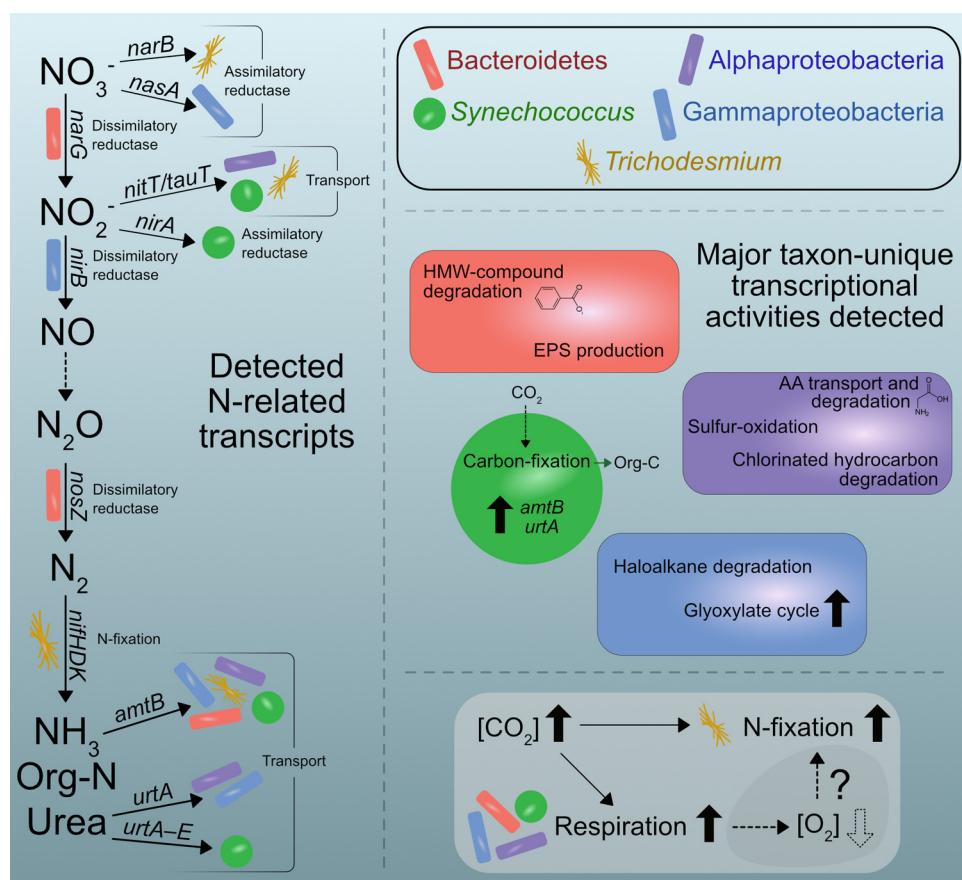 NO3-
narB
nasA
Assimilatory
reductase
narG
Dissimilatory
reductase
NO2-
nitT/tauT
Transport
nirA
Assimilatory
reductase
nirB
Dissimilatory
reductase
NO
N2O
nosZ
Dissimilatory
reductase
N2
nifHDK
N-fixation
NH3
amtB
Org-N
Urea
urtA
urtA–E
Transport
Detected
N-related
transcripts
Bacteroidetes
Alphaproteobacteria
Synechococcus
Gammaproteobacteria
Trichodesmium
Major taxon-unique
transcriptional
activities detected
HMW-compound
degradation
O
O
EPS production
CO2
Carbon-fixation
Org-C
amtB
urtA
AA transport and
degradation
O
OH
NH2
Sulfur-oxidation
Chlorinated hydrocarbon
degradation
Haloalkane degradation
Glyoxylate cycle
[CO2]
N-fixation
?
Respiration
[O2]